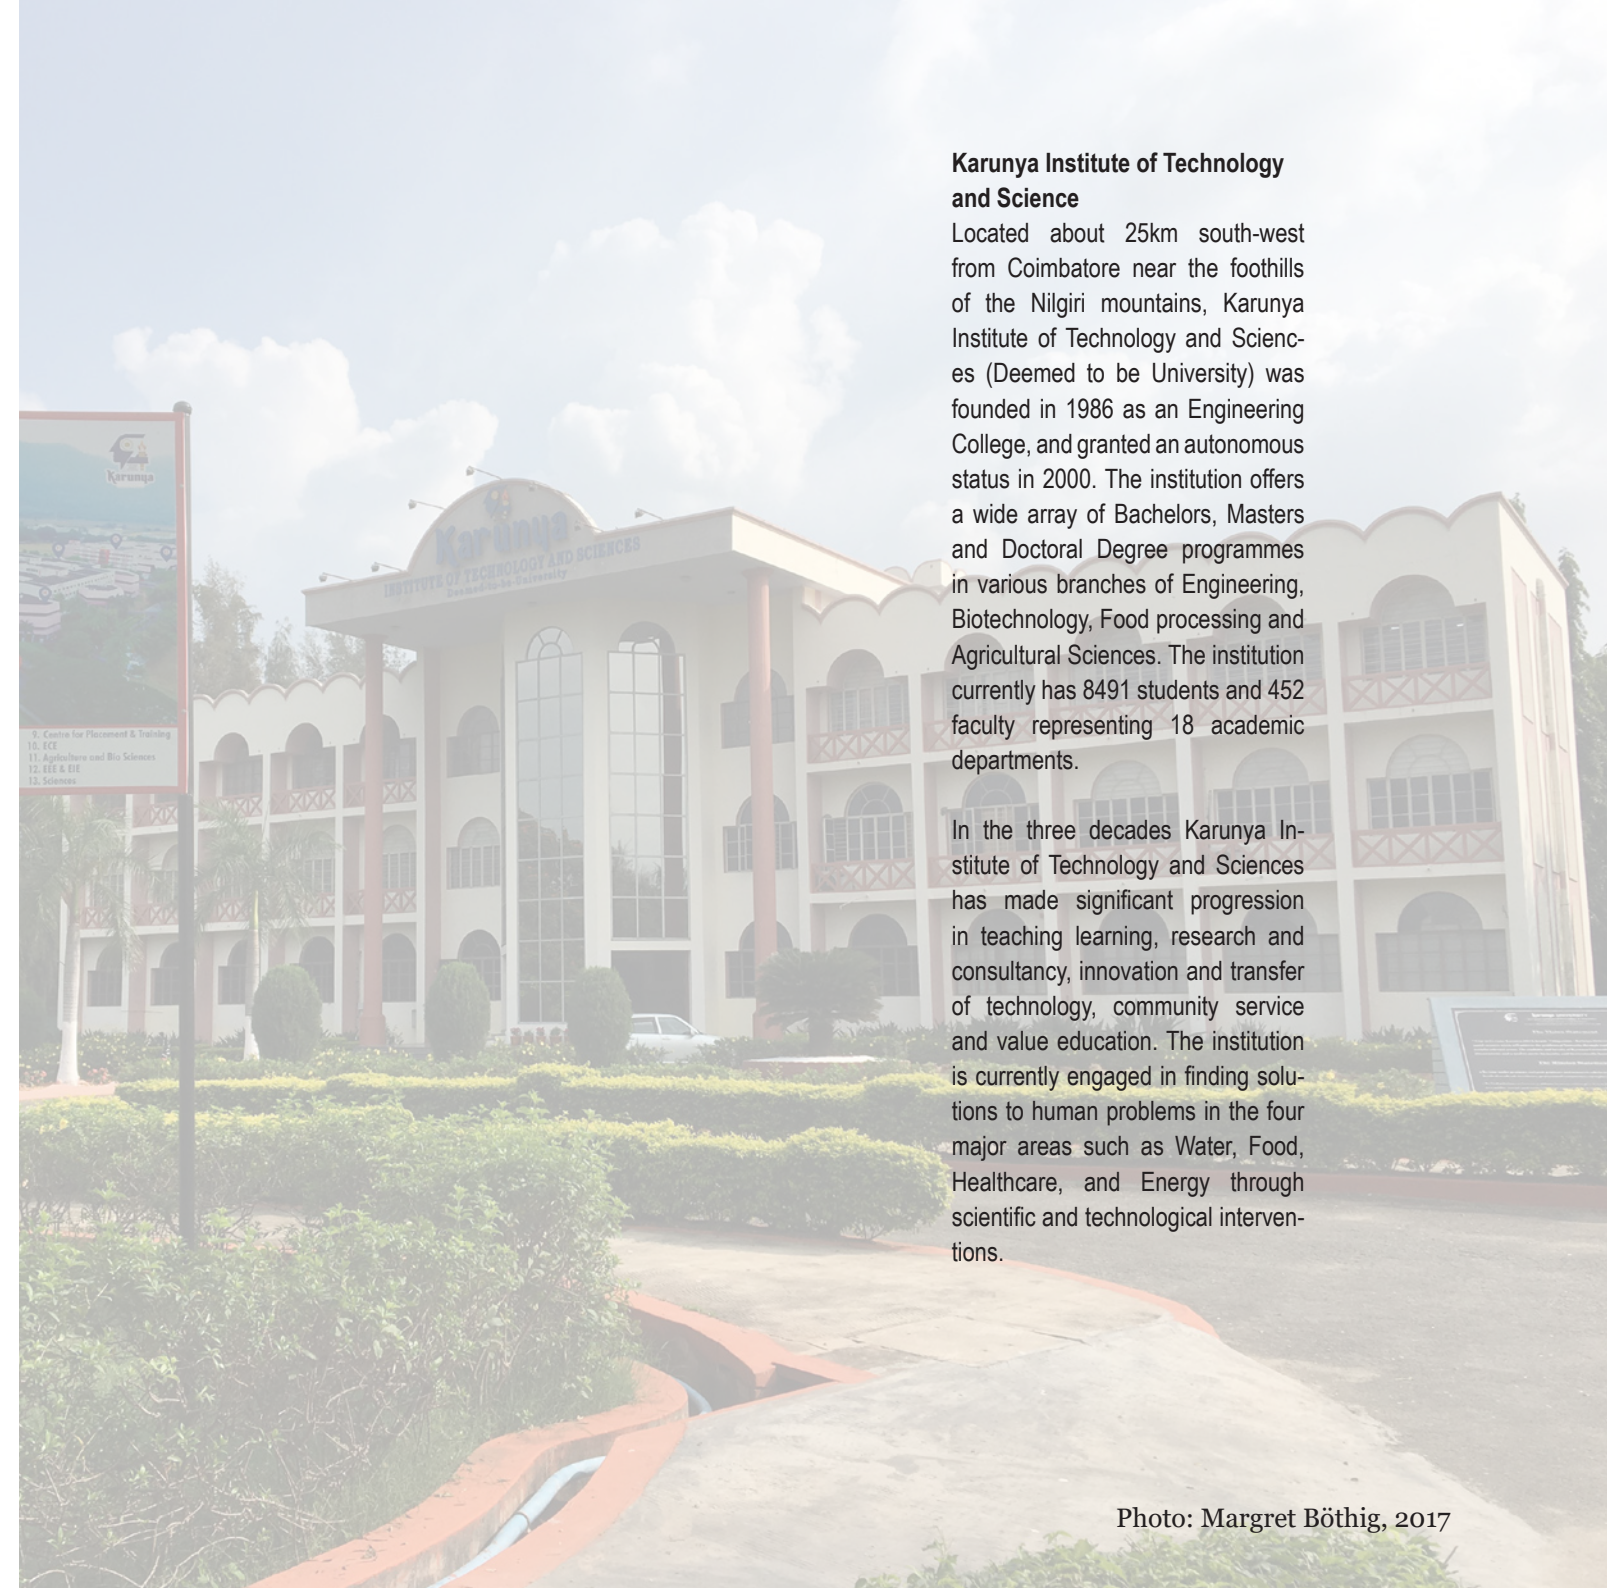 Karunya Institute of Technology
and Science
Located about 25km south-west
from Coimbatore near the foothills
of the Nilgiri mountains, Karunya
Institute of Technology and Scienc-
es (Deemed to be University) was
founded in 1986 as an Engineering
College, and granted an autonomous
status in 2000. The institution offers
a wide array of Bachelors, Masters
and Doctoral Degree programmes
in various branches of Engineering,
Biotechnology, Food processing and
Agricultural Sciences. The institution
currently has 8491 students and 452
faculty representing 18 academic
departments.
In the three decades Karunya In-
stitute of Technology and Sciences
has made significant progression
in teaching learning, research and
consultancy, innovation and transfer
of technology, community service
and value education. The institution
is currently engaged in finding solu-
tions to human problems in the four
major areas such as Water, Food,
Healthcare, and Energy through
scientific and technological interven-
tions.
Karunya
9. Centre for Placement & Training
10. ECE
11. Agriculture and Bio Sciences
12. EEE & EIE
13. Sciences
Karunya
INSTITUTE OF TECHNOLOGY AND SCIENCES
Deemed-to-be-University
Photo: Margret Böthig, 2017